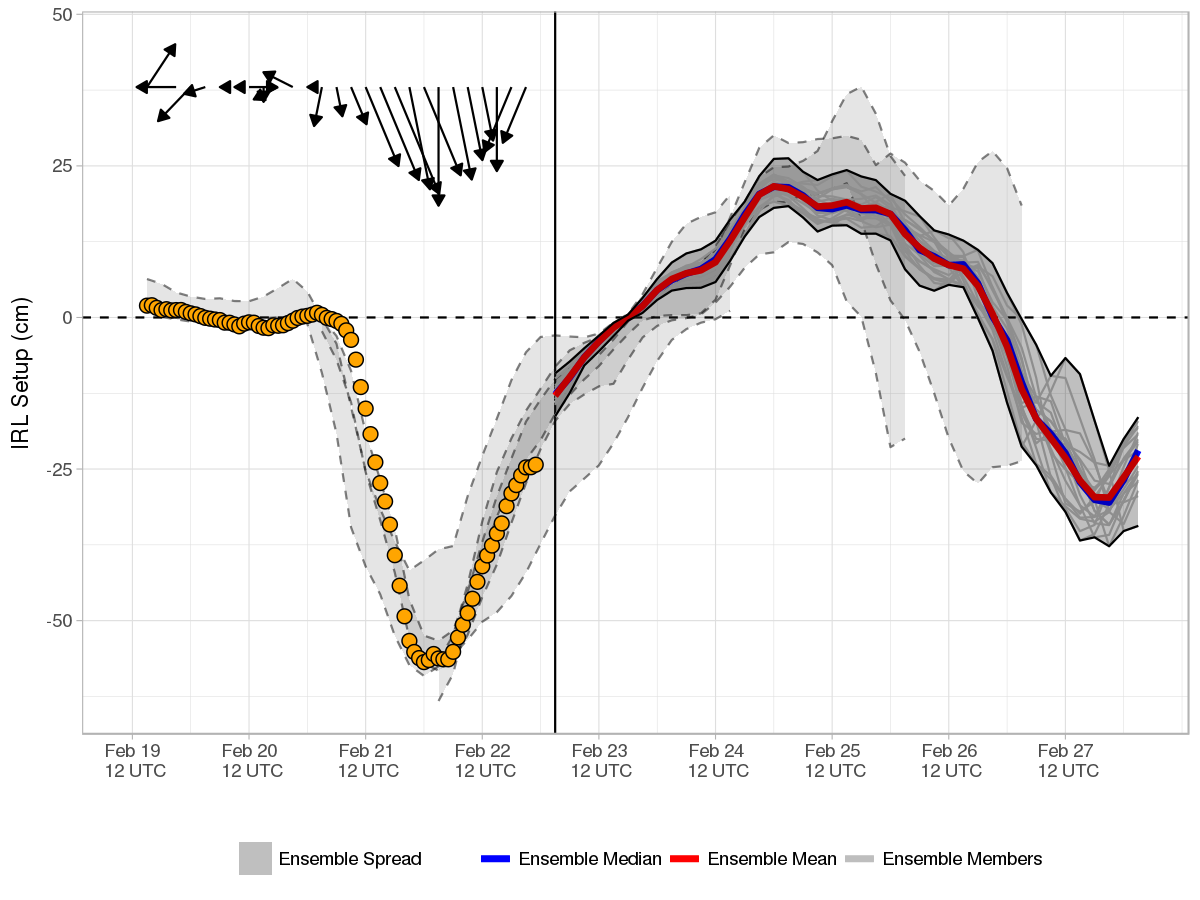 50
25
0
-25
-50
IRL Setup (cm)
Feb 19 Feb 20 Feb 21 Feb 22 Feb 23 Feb 24 Feb 25 Feb 26 Feb 27
12 UTC 12 UTC 12 UTC 12 UTC 12 UTC 12 UTC 12 UTC 12 UTC 12 UTC
Ensemble Spread Ensemble Median Ensemble Mean Ensemble Members